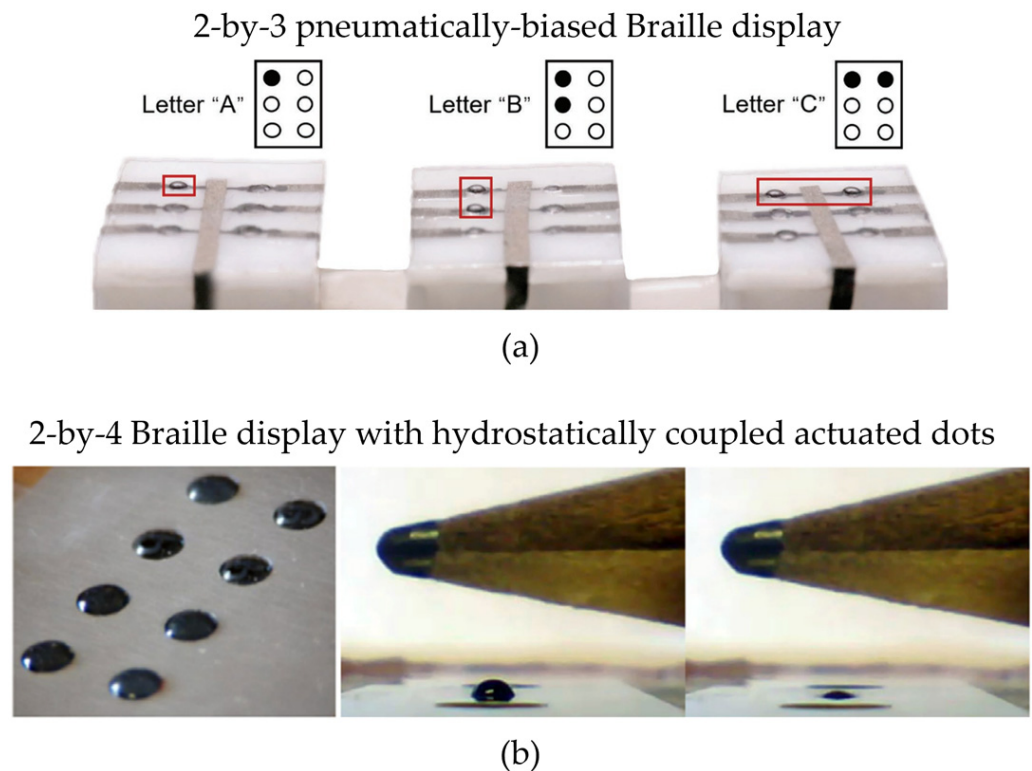 2-by-3 pneumatically-biased Braille display
Letter "A"
Letter "B"
Letter "C"
(a)
2-by-4 Braille display with hydrostatically coupled actuated dots
(b)